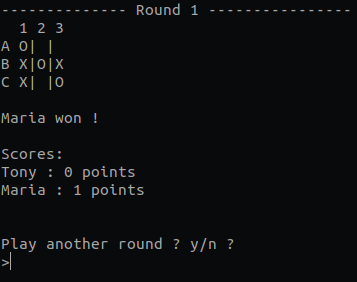 -------------- Round 1 ----------------
  1 2 3
A O| |
B X|O|X
C X| |O
Maria won !
Scores:
Tony : 0 points
Maria : 1 points
Play another round ? y/n ?
>